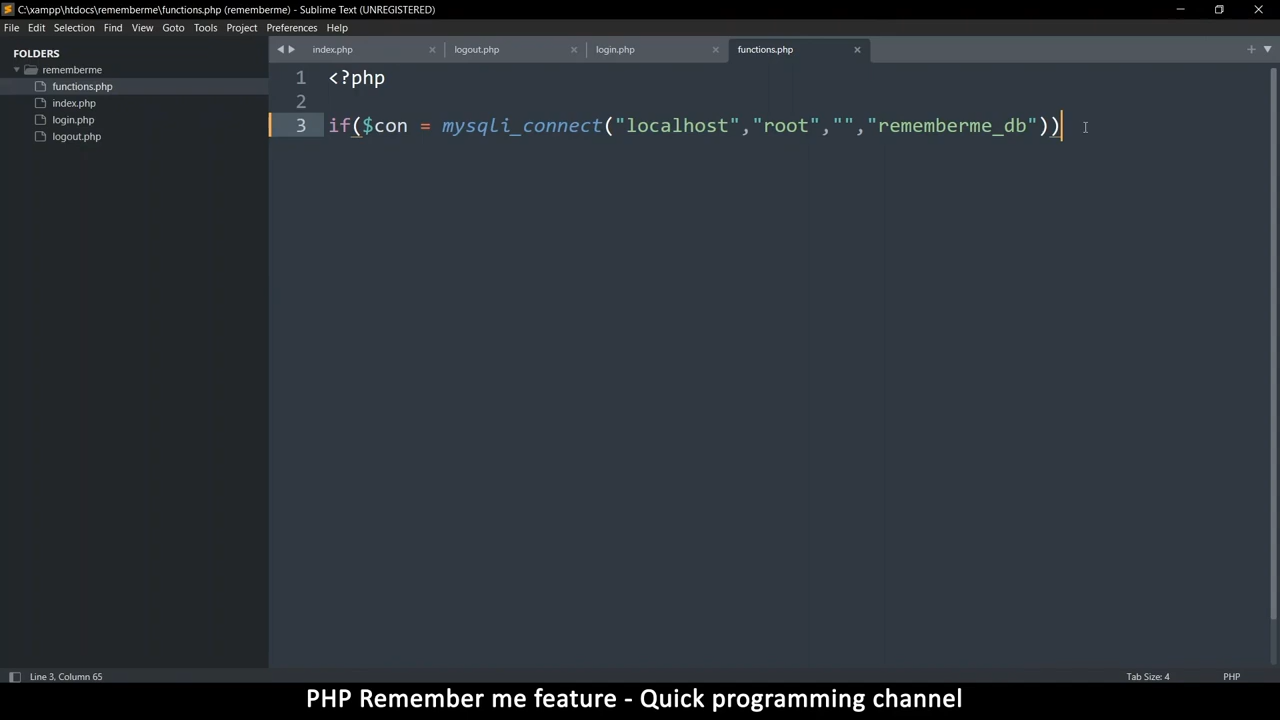 C:\xampp\htdocs\rememberme\functions.php (rememberme) - Sublime Text (UNREGISTERED)
File Edit Selection Find View Goto Tools Project Preferences Help
FOLDERS
rememberme
functions.php
index.php
login.php
logout.php
index.php logout.php login.php functions.php
1 <?php
2
3 if($con = mysqli_connect("localhost","root","","rememberme_db"))
Line 3, Column 65 Tab Size: 4 PHP
PHP Remember me feature - Quick programming channel